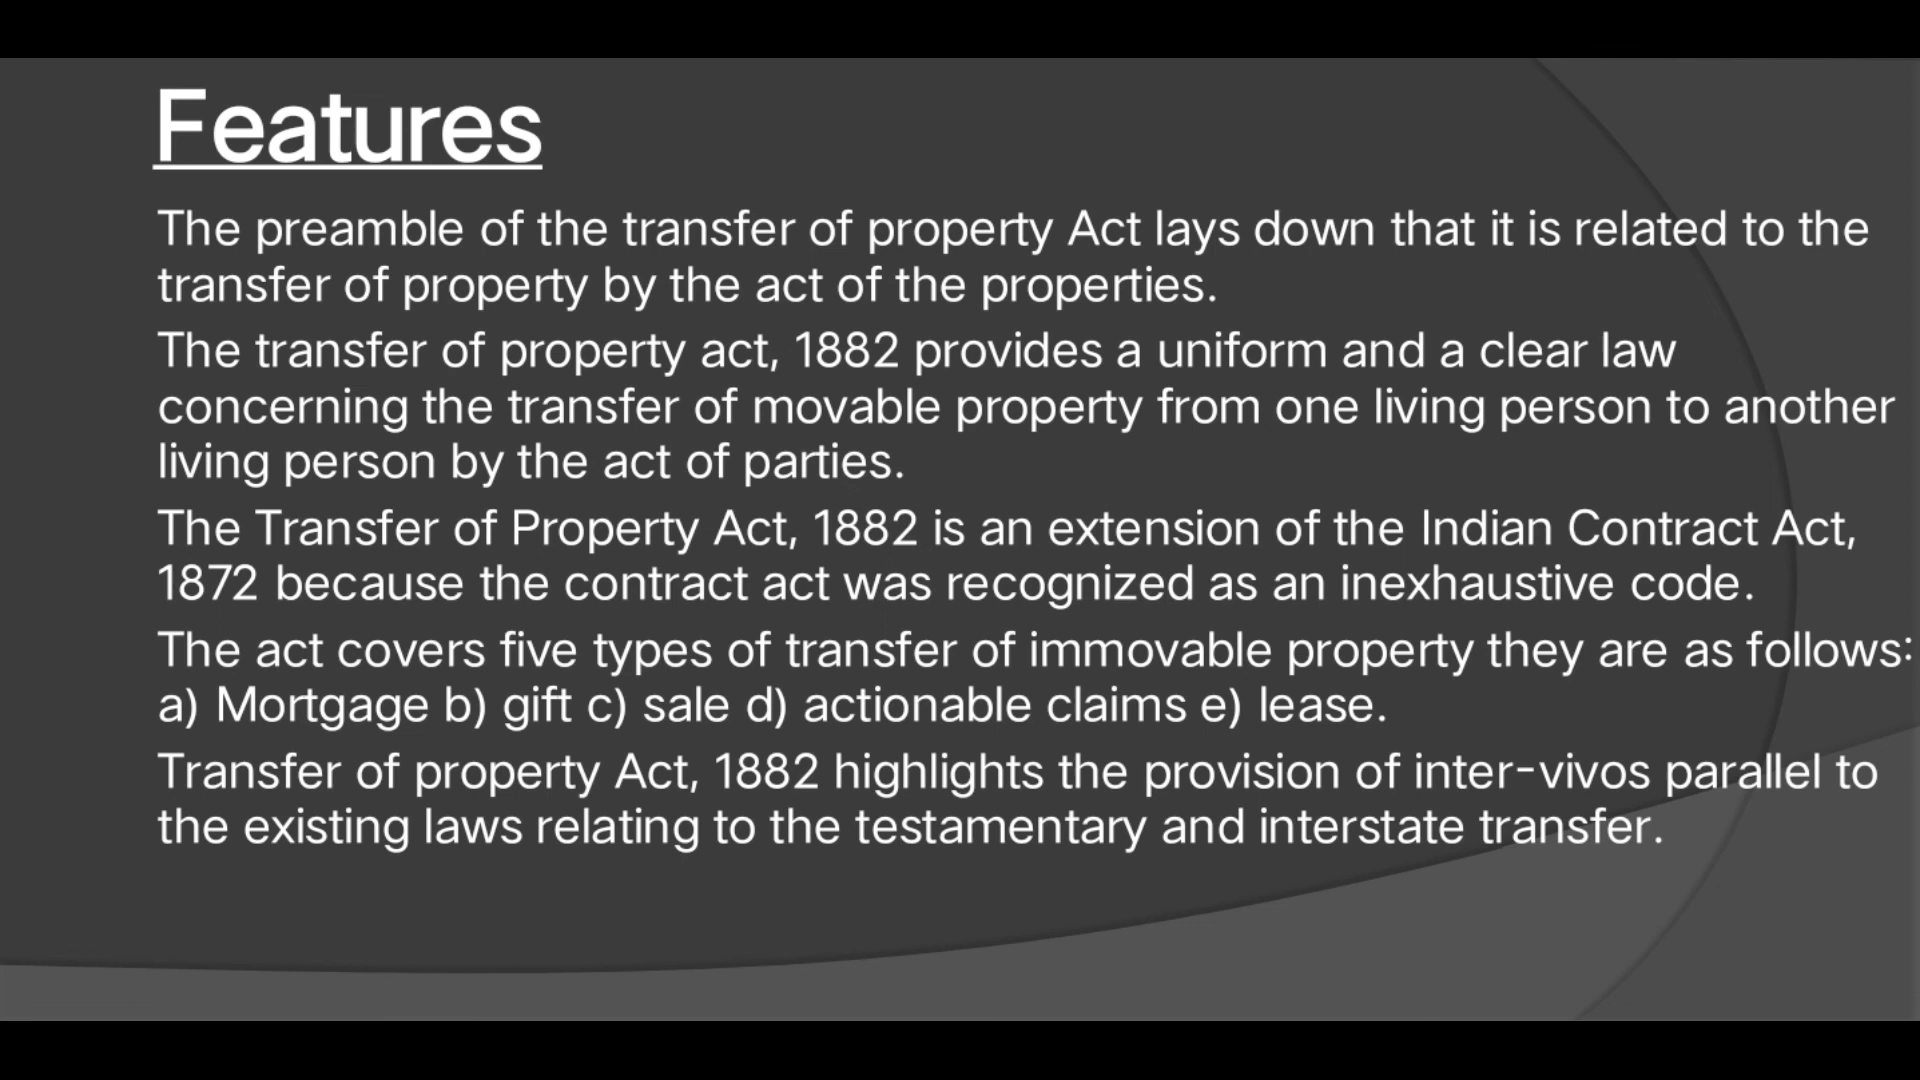 Features
The preamble of the transfer of property Act lays down that it is related to the
transfer of property by the act of the properties.
The transfer of property act, 1882 provides a uniform and a clear law
concerning the transfer of movable property from one living person to another
living person by the act of parties.
The Transfer of Property Act, 1882 is an extension of the Indian Contract Act,
1872 because the contract act was recognized as an inexhaustive code.
The act covers five types of transfer of immovable property they are as follows:
a) Mortgage b) gift c) sale d) actionable claims e) lease.
Transfer of property Act, 1882 highlights the provision of inter-vivos parallel to
the existing laws relating to the testamentary and interstate transfer.